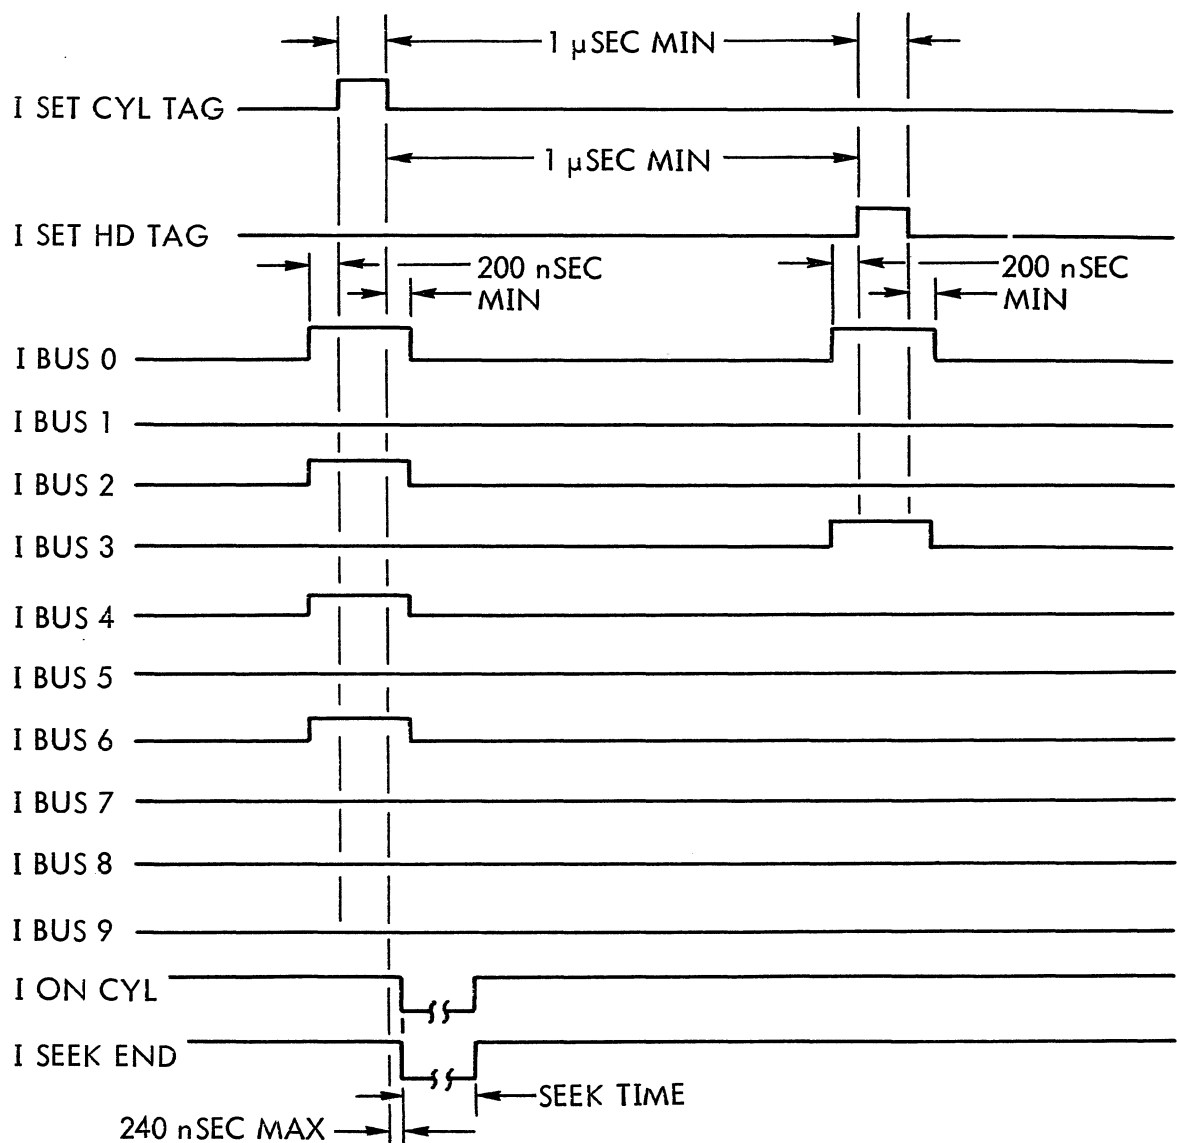 1 µSEC MIN
I SET CYL TAG
1 µSEC MIN
I SET HD TAG
200 nSEC
MIN
200 nSEC
MIN
I BUS 0
I BUS 1
I BUS 2
I BUS 3
I BUS 4
I BUS 5
I BUS 6
I BUS 7
I BUS 8
I BUS 9
I ON CYL
I SEEK END
SEEK TIME
240 nSEC MAX